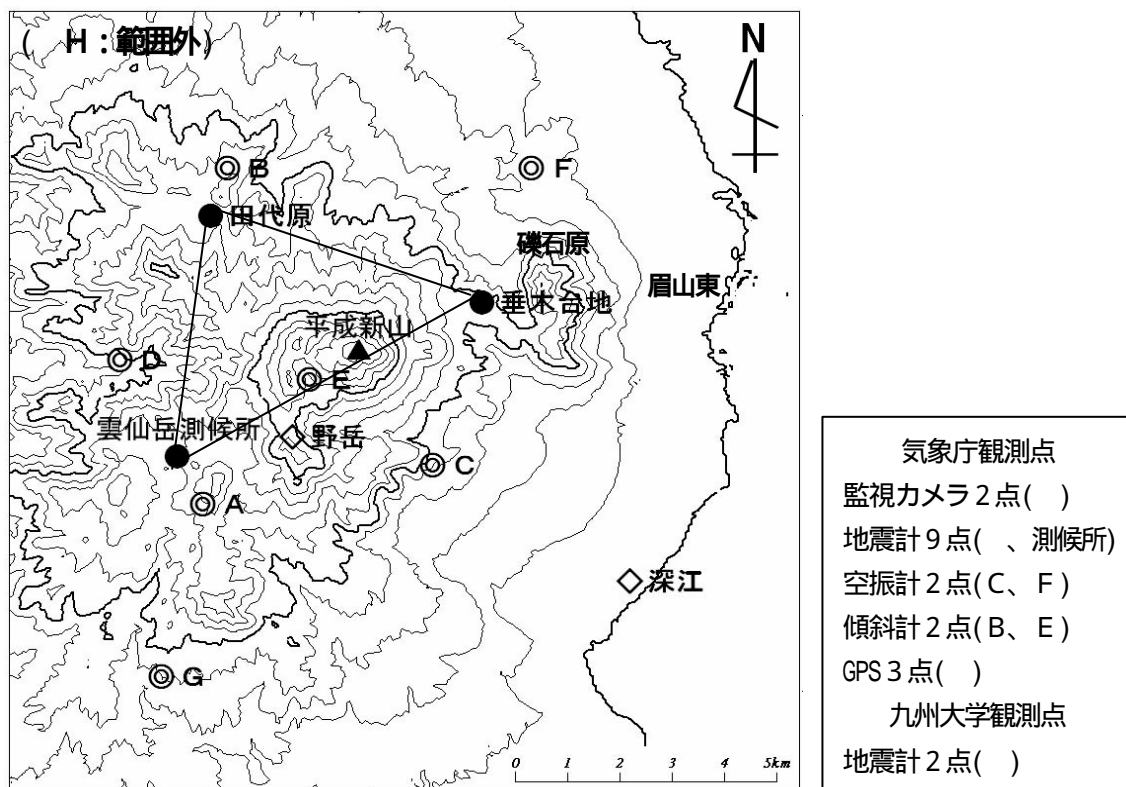 ( H:範囲外)
N
B
F
田代原
礫石原
眉山東
垂木台地
平成新山
D
E
雲仙岳測候所
野岳
C
A
深江
G
0 1 2 3 4 5km
気象庁観測点
監視カメラ2点( )
地震計9点( 、測候所)
空振計2点(C、F)
傾斜計2点(B、E)
GPS3点( )
九州大学観測点
地震計2点( )